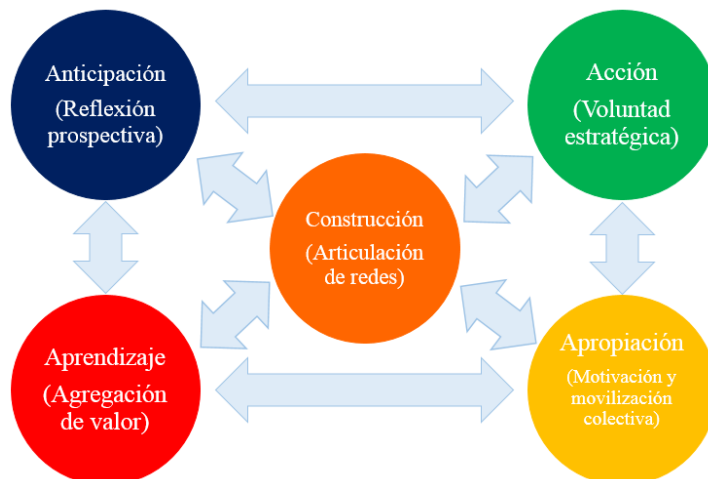 Anticipación
(Reflexión
prospectiva)
Acción
(Voluntad
estratégica)
Construcción
(Articulación
de redes)
Aprendizaje
(Agregación
de valor)
Apropiación
(Motivación y
movilización
colectiva)